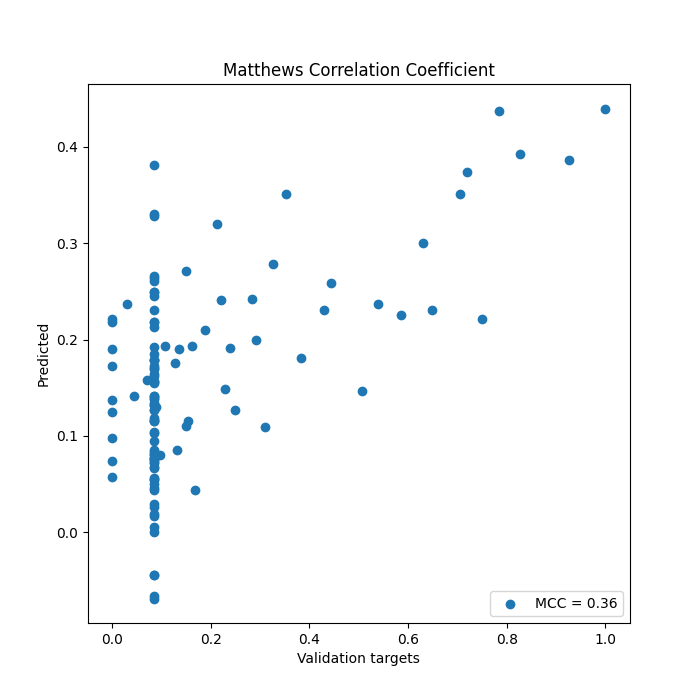 Matthews Correlation Coefficient
Predicted
0.4
0.3
0.2
0.1
0.0
MCC = 0.36
0.0 0.2 0.4 0.6 0.8 1.0
Validation targets